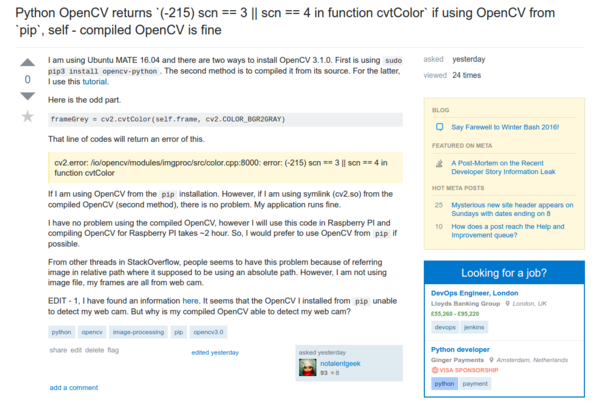 Python OpenCV returns `(-215) scn == 3 || scn == 4 in function cvtColor` if using OpenCV from
`pip`, self - compiled OpenCV is fine
0
I am using Ubuntu MATE 16.04 and there are two ways to install OpenCV 3.1.0. First is using sudo
pip3 install opencv-python . The second method is to compiled it from its source. For the latter,
I use this tutorial.
Here is the odd part.
frameGrey = cv2.cvtColor(self.frame, cv2.COLOR_BGR2GRAY)
That line of codes will return an error of this.
cv2.error: /io/opencv/modules/imgproc/src/color.cpp:8000: error: (-215) scn == 3 || scn == 4 in
function cvtColor
If I am using OpenCV from the pip installation. However, if I am using symlink (cv2.so) from the
compiled OpenCV (second method), there is no problem. My application runs fine.
I have no problem using the compiled OpenCV, however I will use this code in Raspberry PI and
compiling OpenCV for Raspberry PI takes ~2 hour. So, I would prefer to use OpenCV from pip if
possible.
From other threads in StackOverflow, people seems to have this problem because of referring
image in relative path where it supposed to be using an absolute path. However, I am not using
image file, my frames are all from web cam.
EDIT - 1, I have found an information here. It seems that the OpenCV I installed from pip unable
to detect my web cam. But why is my compiled OpenCV able to detect my web cam?
python opencv image-processing pip opencv3.0
share edit delete flag
edited yesterday
asked yesterday
notalentgeek
93 8
add a comment
asked yesterday
viewed 24 times
BLOG
Say Farewell to Winter Bash 2016!
FEATURED ON META
A Post-Mortem on the Recent
Developer Story Information Leak
HOT META POSTS
25 Mysterious new site header appears on
Sundays with dates ending on 8
10 How does a post reach the Help and
Improvement queue?
Looking for a job?
DevOps Engineer, London
Lloyds Banking Group London, UK
£55,260 - £95,220
devops jenkins
Python developer
Ginger Payments Amsterdam, Netherlands
VISA SPONSORSHIP
python payment